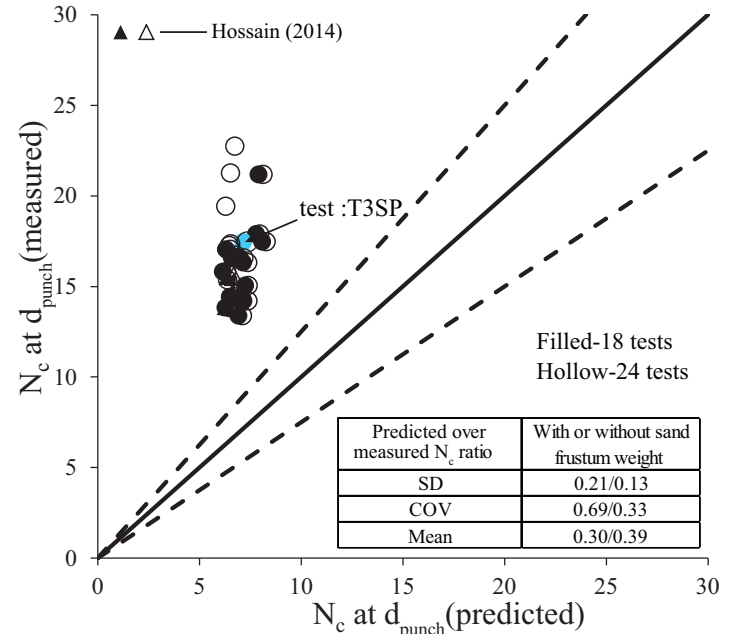 30
Hossain (2014)
25
20
test :T3SP
15
10
5
0
N_c at d_punch(measured)
Filled-18 tests
Hollow-24 tests
Predicted over measured N_c ratio With or without sand frustum weight
SD 0.21/0.13
COV 0.69/0.33
Mean 0.30/0.39
0 5 10 15 20 25 30
N_c at d_punch(predicted)